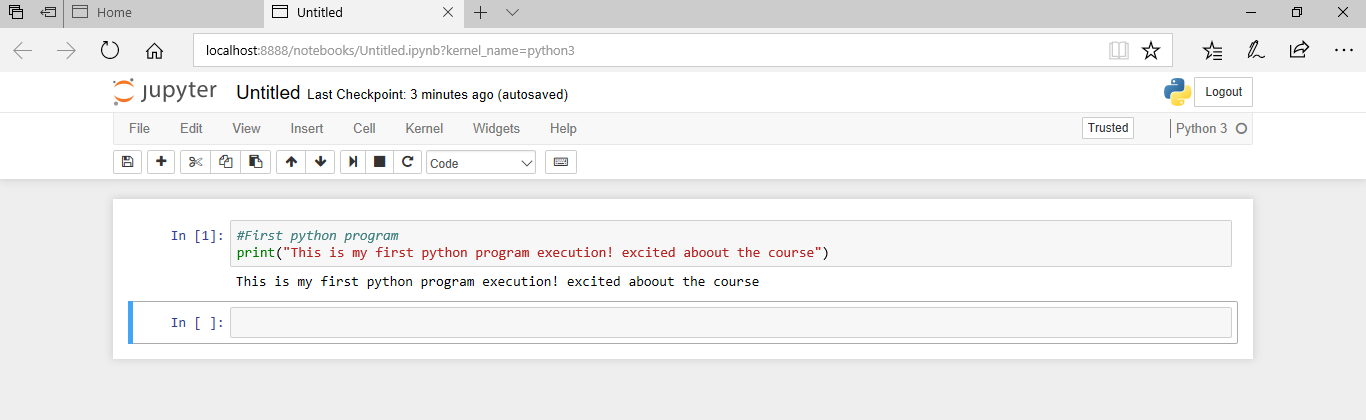 Home
Untitled
localhost:8888/notebooks/Untitled.ipynb?kernel_name=python3
jupyter Untitled Last Checkpoint: 3 minutes ago (autosaved) Logout
File Edit View Insert Cell Kernel Widgets Help Trusted Python 3
Code
In [1]: #First python program
print("This is my first python program execution! excited aboout the course")
This is my first python program execution! excited aboout the course
In [ ]: